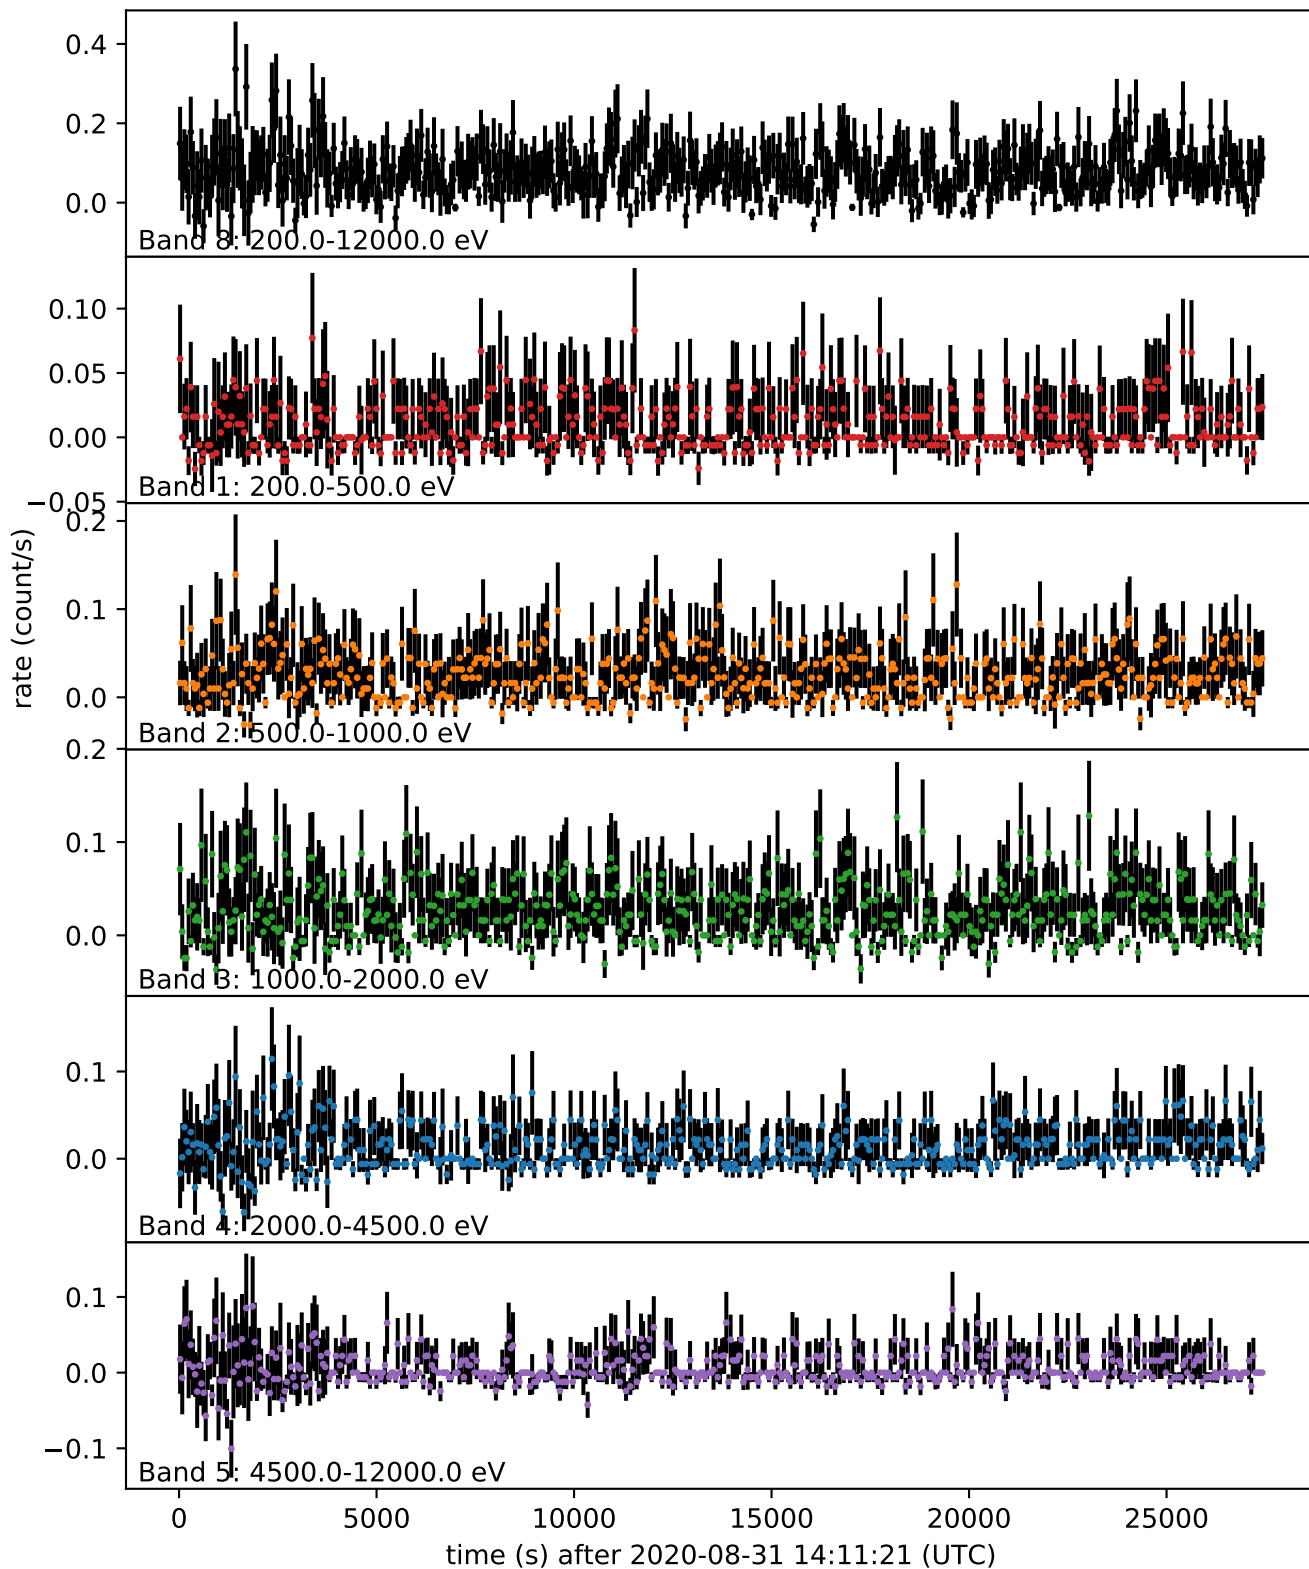 0.4
0.2
0.0
Band 8: 200.0-12000.0 eV
0.10
0.05
0.00
−0.05
Band 1: 200.0-500.0 eV
0.2
0.1
0.0
Band 2: 500.0-1000.0 eV
rate (count/s)
0.2
0.1
0.0
Band 3: 1000.0-2000.0 eV
0.1
0.0
Band 4: 2000.0-4500.0 eV
0.1
0.0
−0.1
Band 5: 4500.0-12000.0 eV
0 5000 10000 15000 20000 25000
time (s) after 2020-08-31 14:11:21 (UTC)